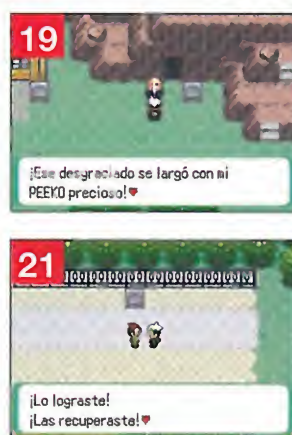 19
¡Ese desgraciado se largó con mi
PEEKO precioso!
21
¡Lo lograste!
¡Las recuperaste!